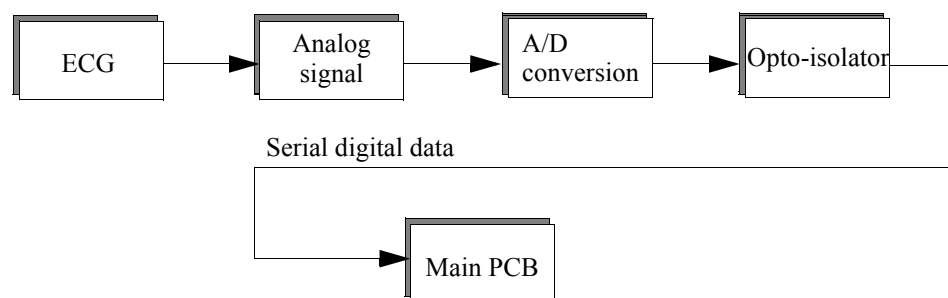 ECG
Analog
signal
A/D
conversion
Opto-isolator
Serial digital data
Main PCB